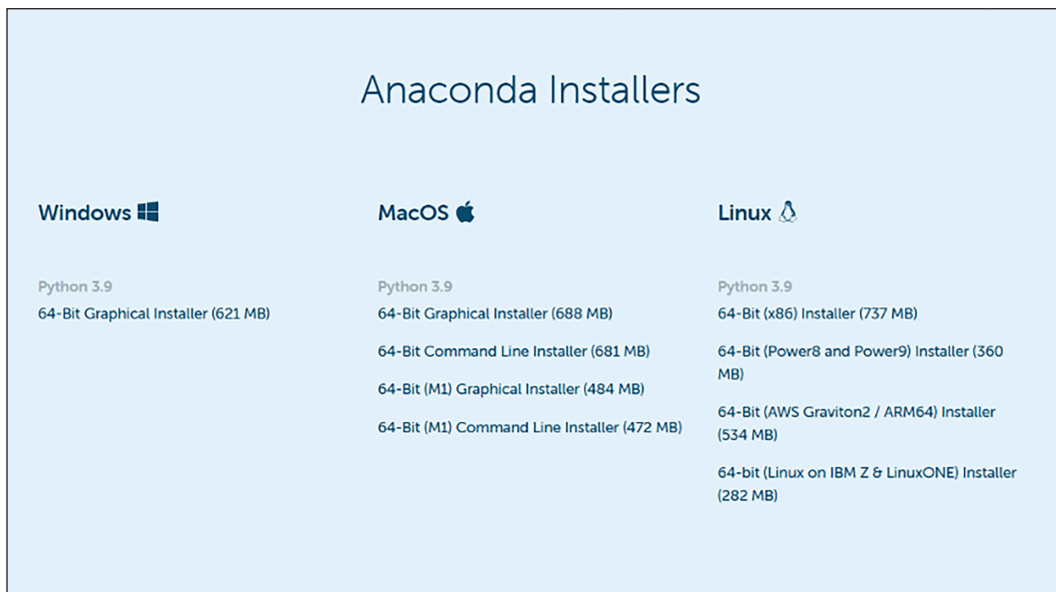 Anaconda Installers
Windows
Python 3.9
64-Bit Graphical Installer (621 MB)
MacOS
Python 3.9
64-Bit Graphical Installer (688 MB)
64-Bit Command Line Installer (681 MB)
64-Bit (M1) Graphical Installer (484 MB)
64-Bit (M1) Command Line Installer (472 MB)
Linux
Python 3.9
64-Bit (x86) Installer (737 MB)
64-Bit (Power8 and Power9) Installer (360
MB)
64-Bit (AWS Graviton2 / ARM64) Installer
(534 MB)
64-bit (Linux on IBM Z & LinuxONE) Installer
(282 MB)